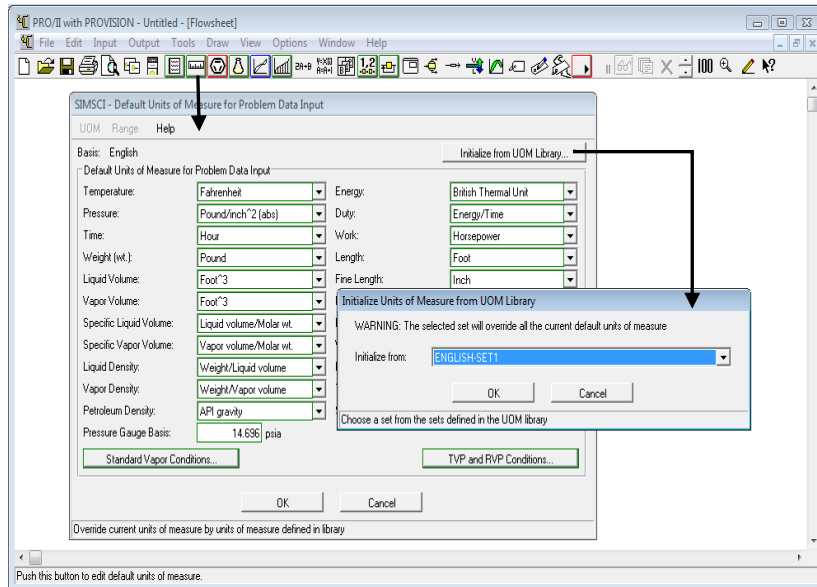 PRO/II with PROVISION - Untitled - [Flowsheet]
File Edit Input Output Tools Draw View Options Window Help
SIMSCI - Default Units of Measure for Problem Data Input
UOM Range Help
Basis: English
Initialize from UOM Library...
Default Units of Measure for Problem Data Input
Temperature: Fahrenheit Energy: British Thermal Unit
Pressure: Pound/inch^2 (abs) Duty: Energy/Time
Time: Hour Work: Horsepower
Weight (wt.): Pound Length: Foot
Liquid Volume: Foot^3 Fine Length: Inch
Vapor Volume: Foot^3
Specific Liquid Volume: Liquid volume/Molar wt.
Specific Vapor Volume: Vapor volume/Molar wt.
Liquid Density: Weight/Liquid volume
Vapor Density: Weight/Vapor volume
Petroleum Density: API gravity
Pressure Gauge Basis: 14.696 psia
Standard Vapor Conditions... TVP and RVP Conditions...
OK Cancel
Override current units of measure by units of measure defined in library
Initialize Units of Measure from UOM Library
WARNING: The selected set will override all the current default units of measure
Initialize from: ENGLISH-SET1
OK Cancel
Choose a set from the sets defined in the UOM library
Push this button to edit default units of measure.